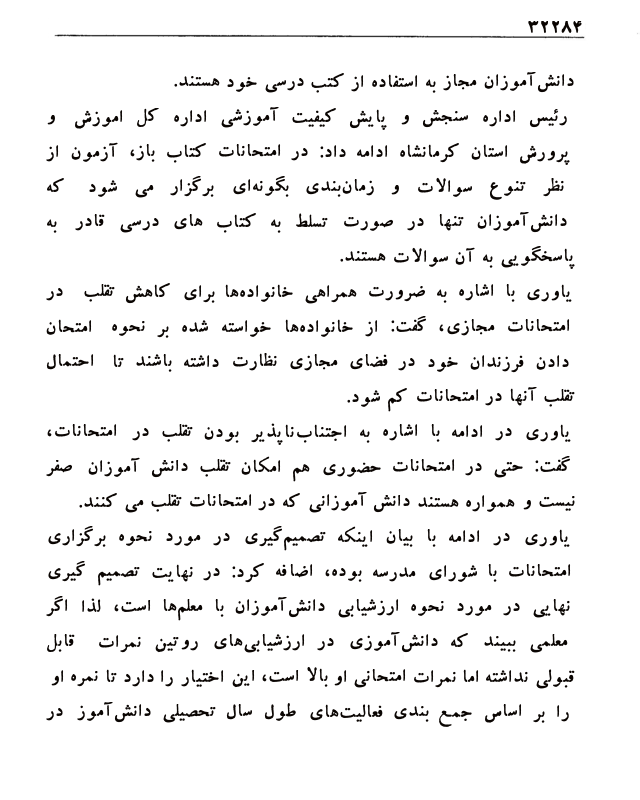 ۳۲۲۸۴
دانش‌آموزان مجاز به استفاده از کتب درسی خود هستند.
رئیس اداره سنجش و پایش کیفیت آموزشی اداره کل اموزش و
پرورش استان کرمانشاه ادامه داد: در امتحانات کتاب باز، آزمون از
نظر تنوع سوالات و زمان‌بندی بگونه‌ای برگزار می شود که
دانش‌آموزان تنها در صورت تسلط به کتاب های درسی قادر به
پاسخگویی به آن سوالات هستند.
یاوری با اشاره به ضرورت همراهی خانواده‌ها برای کاهش تقلب در
امتحانات مجازی، گفت: از خانواده‌ها خواسته شده بر نحوه امتحان
دادن فرزندان خود در فضای مجازی نظارت داشته باشند تا احتمال
تقلب آنها در امتحانات کم شود.
یاوری در ادامه با اشاره به اجتناب‌ناپذیر بودن تقلب در امتحانات،
گفت: حتی در امتحانات حضوری هم امکان تقلب دانش آموزان صفر
نیست و همواره هستند دانش آموزانی که در امتحانات تقلب می کنند.
یاوری در ادامه با بیان اینکه تصمیم‌گیری در مورد نحوه برگزاری
امتحانات با شورای مدرسه بوده، اضافه کرد: در نهایت تصمیم گیری
نهایی در مورد نحوه ارزشیابی دانش‌آموزان با معلم‌ها است، لذا اگر
معلمی ببیند که دانش‌آموزی در ارزشیابی‌های روتین نمرات قابل
قبولی نداشته اما نمرات امتحانی او بالا است، این اختیار را دارد تا نمره او
را بر اساس جمع بندی فعالیت‌های طول سال تحصیلی دانش‌آموز در